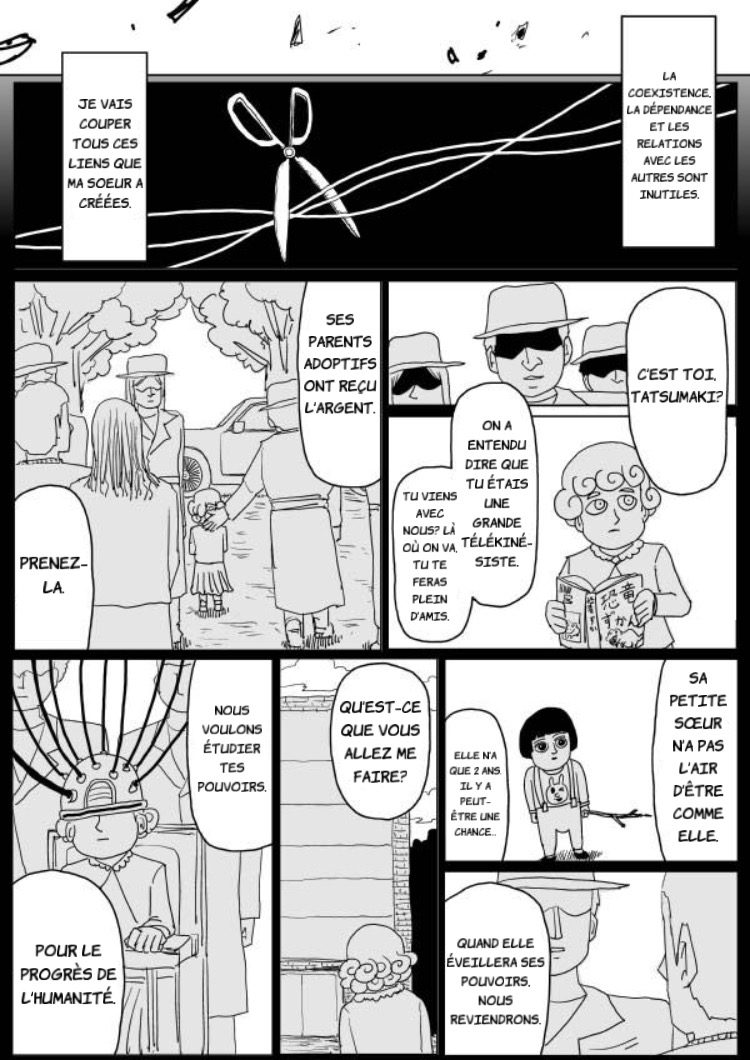 LA
COEXISTENCE,
LA DÉPENDANCE
ET LES
RELATIONS
AVEC LES
AUTRES SONT
INUTILES.
JE VAIS
COUPER
TOUS CES
LIENS QUE
MA SOEUR A
CRÉÉES.
C'EST TOI,
TATSUMAKI?
ON A
ENTENDU
DIRE QUE
TU ÉTAIS
UNE
GRANDE
TÉLÉKINÉ-
SISTE.
TU VIENS
AVEC
NOUS? LÀ
OÙ ON VA,
TU TE
FERAS
PLEIN
D'AMIS.
恐竜
ずかん
SES
PARENTS
ADOPTIFS
ONT REÇU
L'ARGENT.
PRENEZ-
LA.
SA
PETITE
SŒUR
N'A PAS
L'AIR
D'ÊTRE
COMME
ELLE.
ELLE N'A
QUE 2 ANS.
IL Y A
PEUT-
ÊTRE UNE
CHANCE...
QUAND ELLE
ÉVEILLERA SES
POUVOIRS,
NOUS
REVIENDRONS.
QU'EST-CE
QUE VOUS
ALLEZ ME
FAIRE?
NOUS
VOULONS
ÉTUDIER
TES
POUVOIRS.
POUR LE
PROGRÈS DE
L'HUMANITÉ.